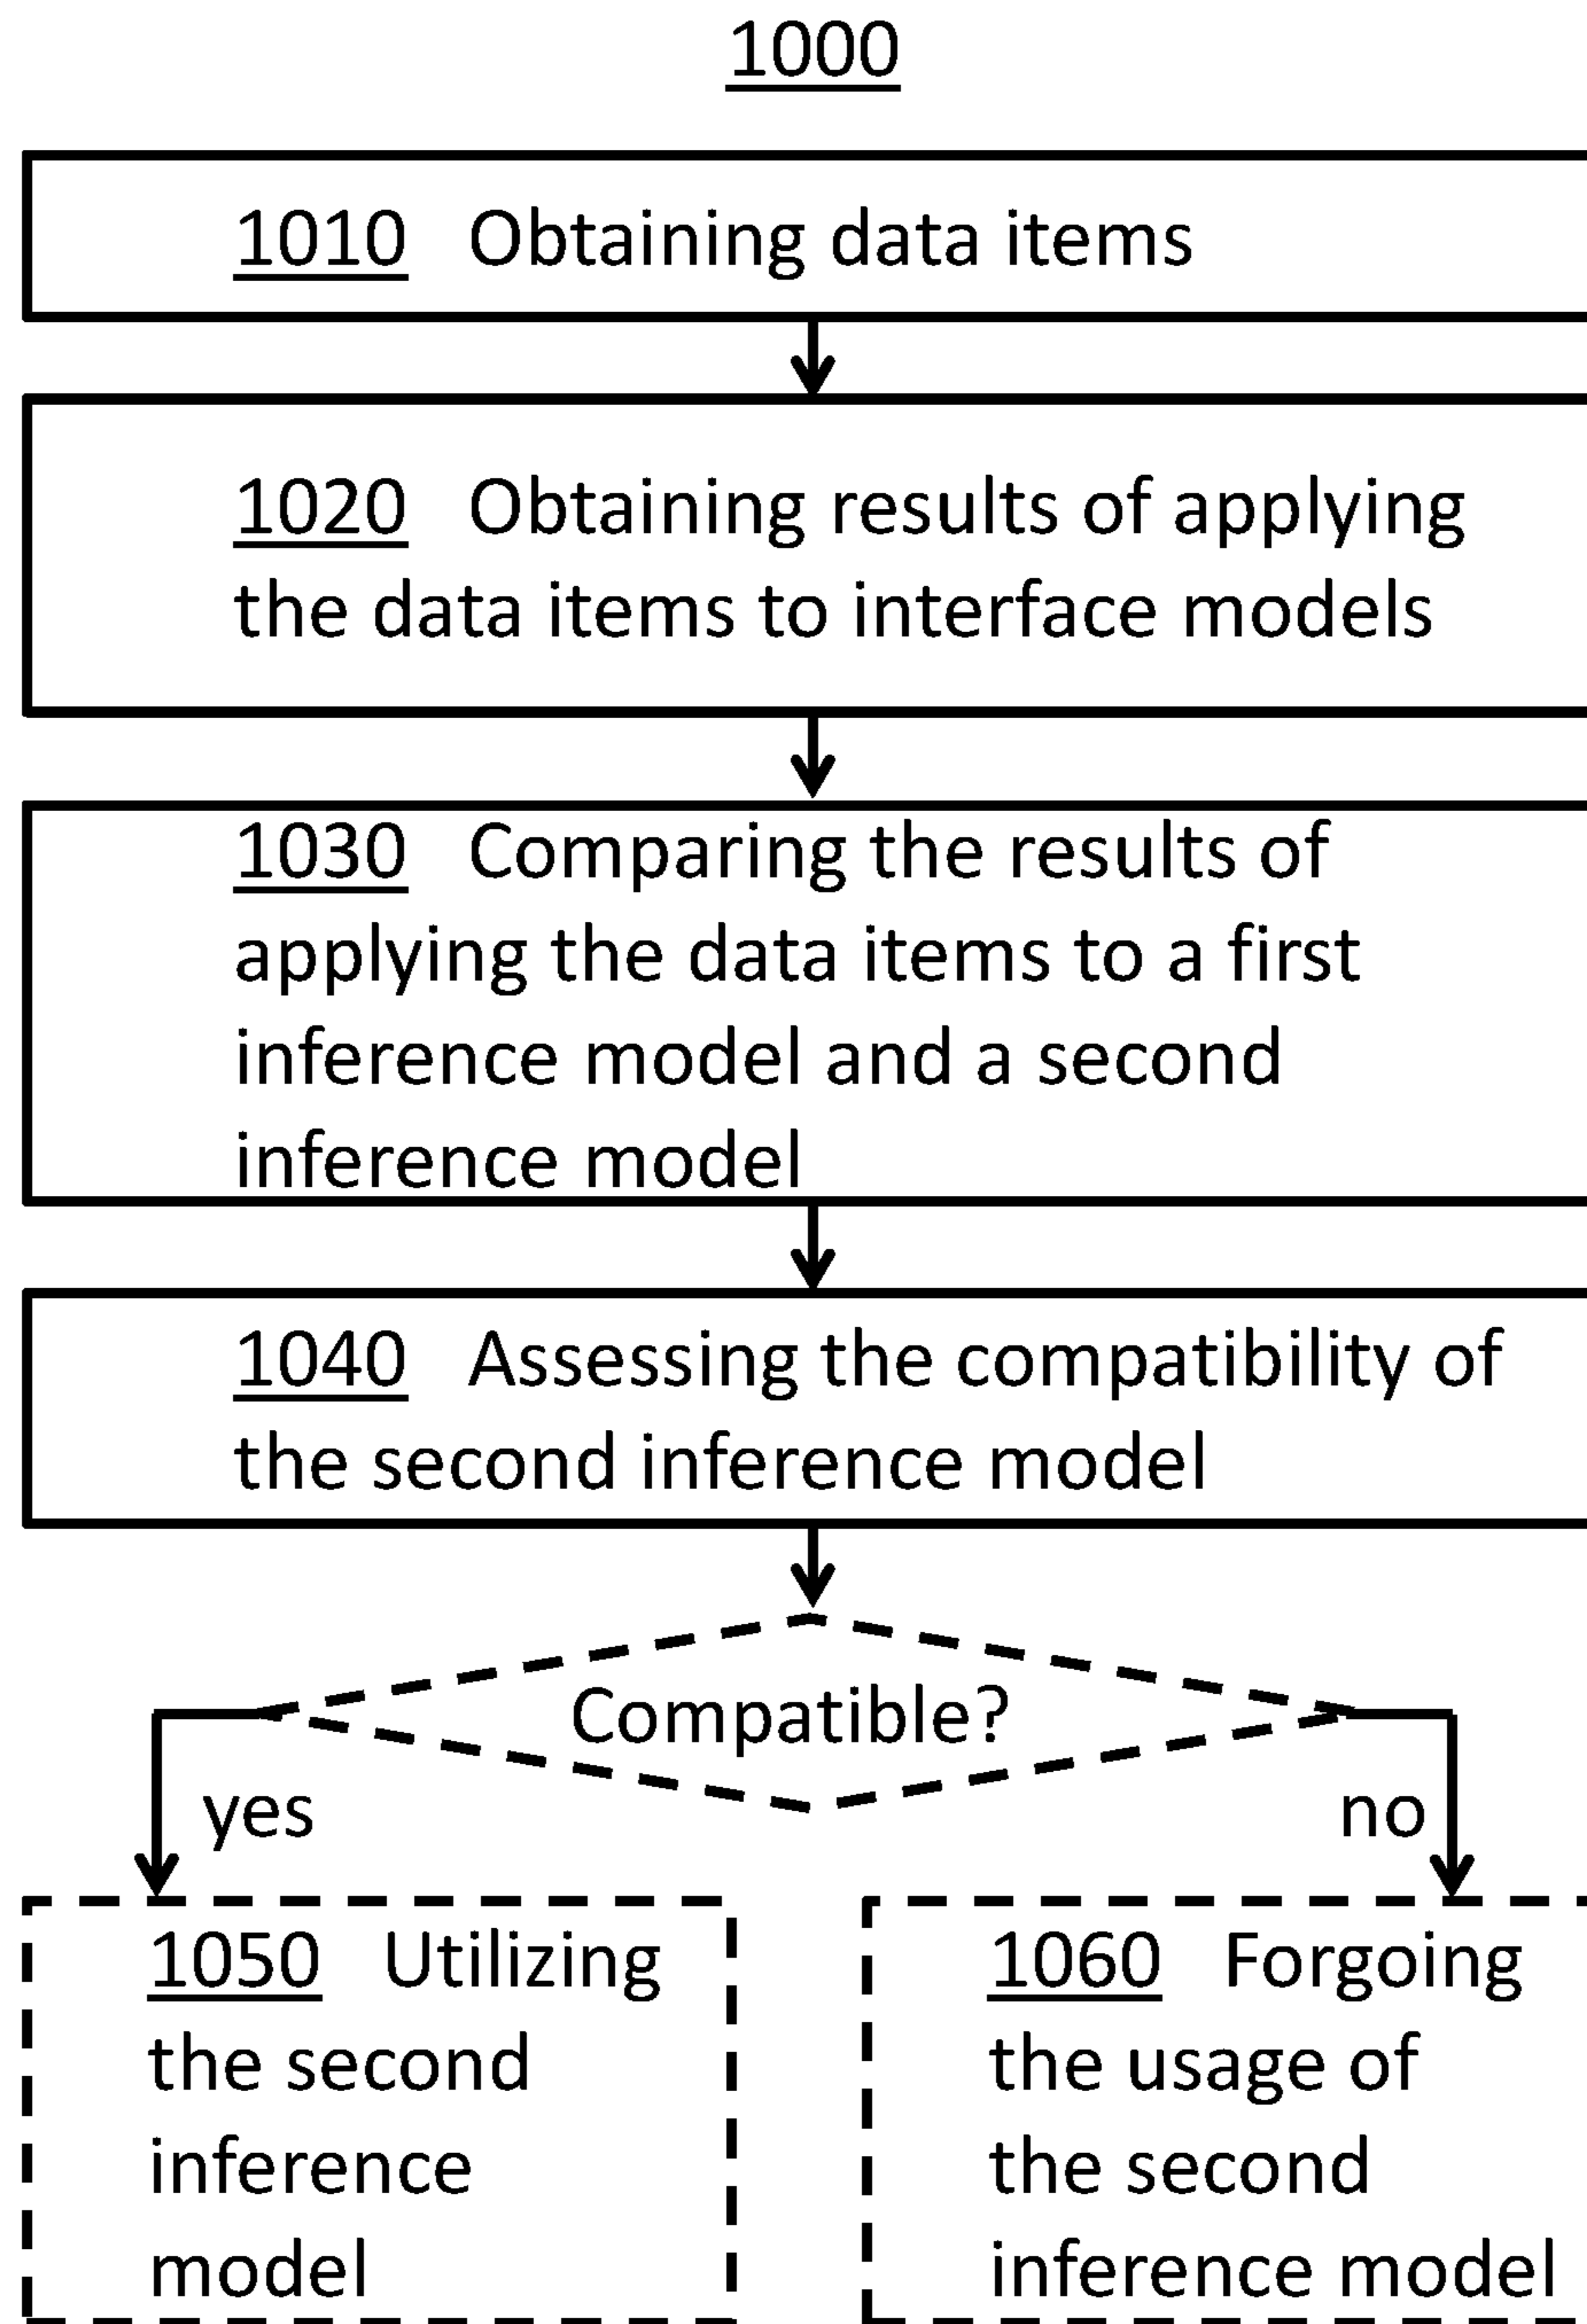 1000
1010 Obtaining data items
1020 Obtaining results of applying
the data items to interface models
1030 Comparing the results of
applying the data items to a first
inference model and a second
inference model
1040 Assessing the compatibility of
the second inference model
Compatible?
yes
no
1050 Utilizing
the second
inference
model
1060 Forgoing
the usage of
the second
inference model